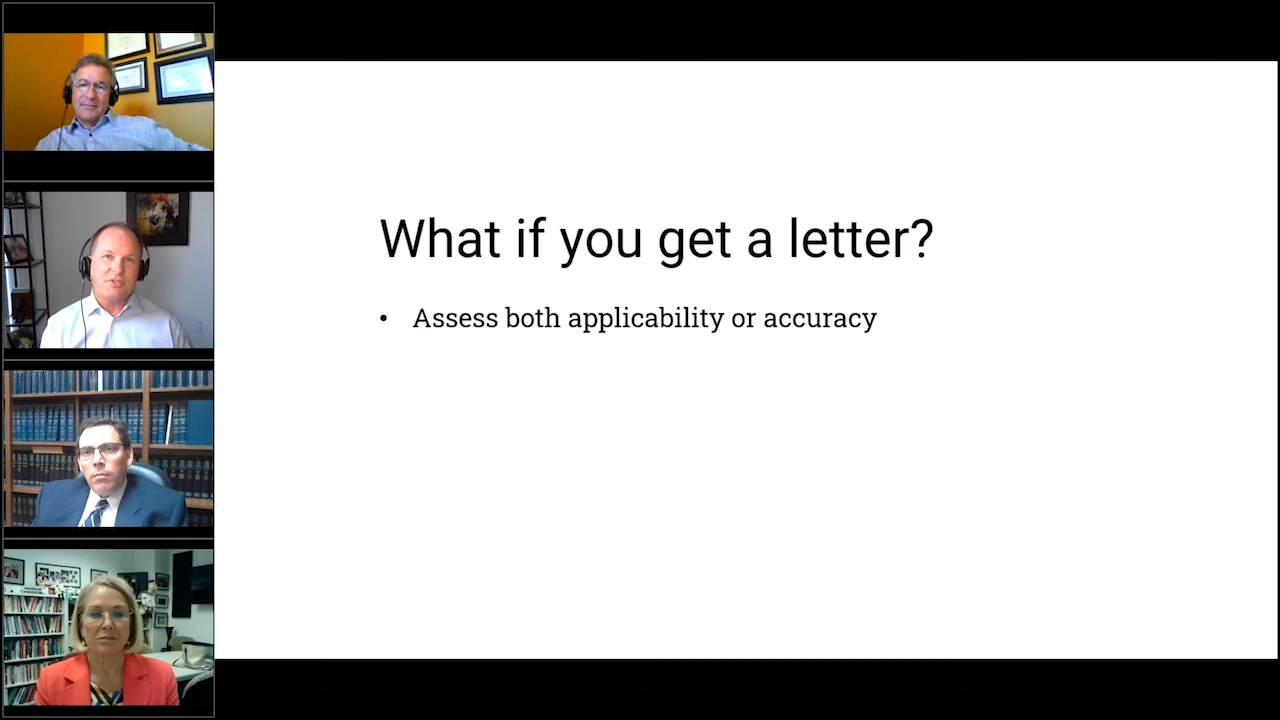 What if you get a letter?
• Assess both applicability or accuracy